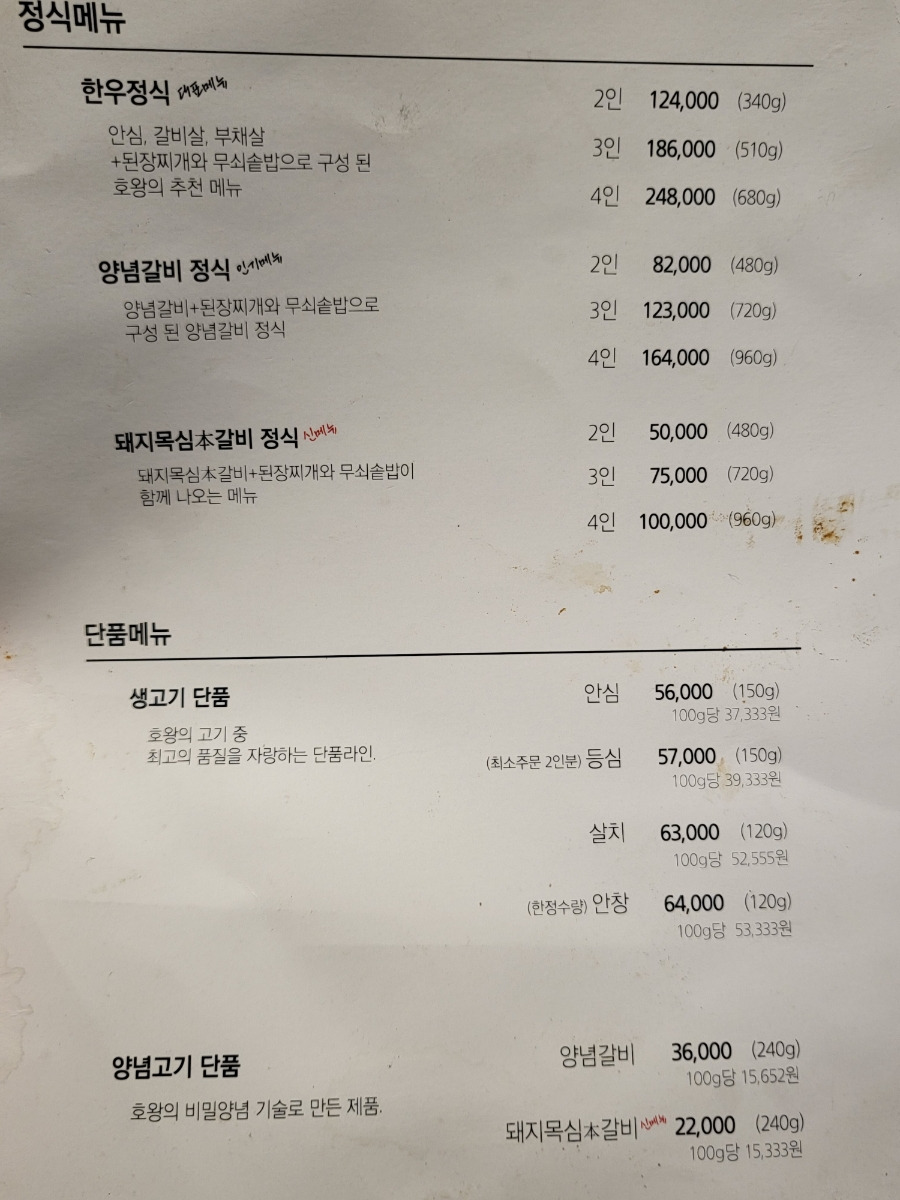 정식메뉴
한우정식 대표메뉴
안심, 갈비살, 부채살
+된장찌개와 무쇠솥밥으로 구성 된
호왕의 추천 메뉴
2인 124,000 (340g)
3인 186,000 (510g)
4인 248,000 (680g)
양념갈비 정식 인기메뉴
양념갈비+된장찌개와 무쇠솥밥으로
구성 된 양념갈비 정식
2인 82,000 (480g)
3인 123,000 (720g)
4인 164,000 (960g)
돼지목심本갈비 정식 신메뉴
돼지목심本갈비+된장찌개와 무쇠솥밥이
함께 나오는 메뉴
2인 50,000 (480g)
3인 75,000 (720g)
4인 100,000 (960g)
단품메뉴
생고기 단품
호왕의 고기 중
최고의 품질을 자랑하는 단품라인.
안심 56,000 (150g)
100g당 37,333원
(최소주문 2인분) 등심 57,000 (150g)
100g당 39,333원
살치 63,000 (120g)
100g당 52,555원
(한정수량) 안창 64,000 (120g)
100g당 53,333원
양념고기 단품
호왕의 비밀양념 기술로 만든 제품.
양념갈비 36,000 (240g)
100g당 15,652원
돼지목심本갈비 신메뉴 22,000 (240g)
100g당 15,333원